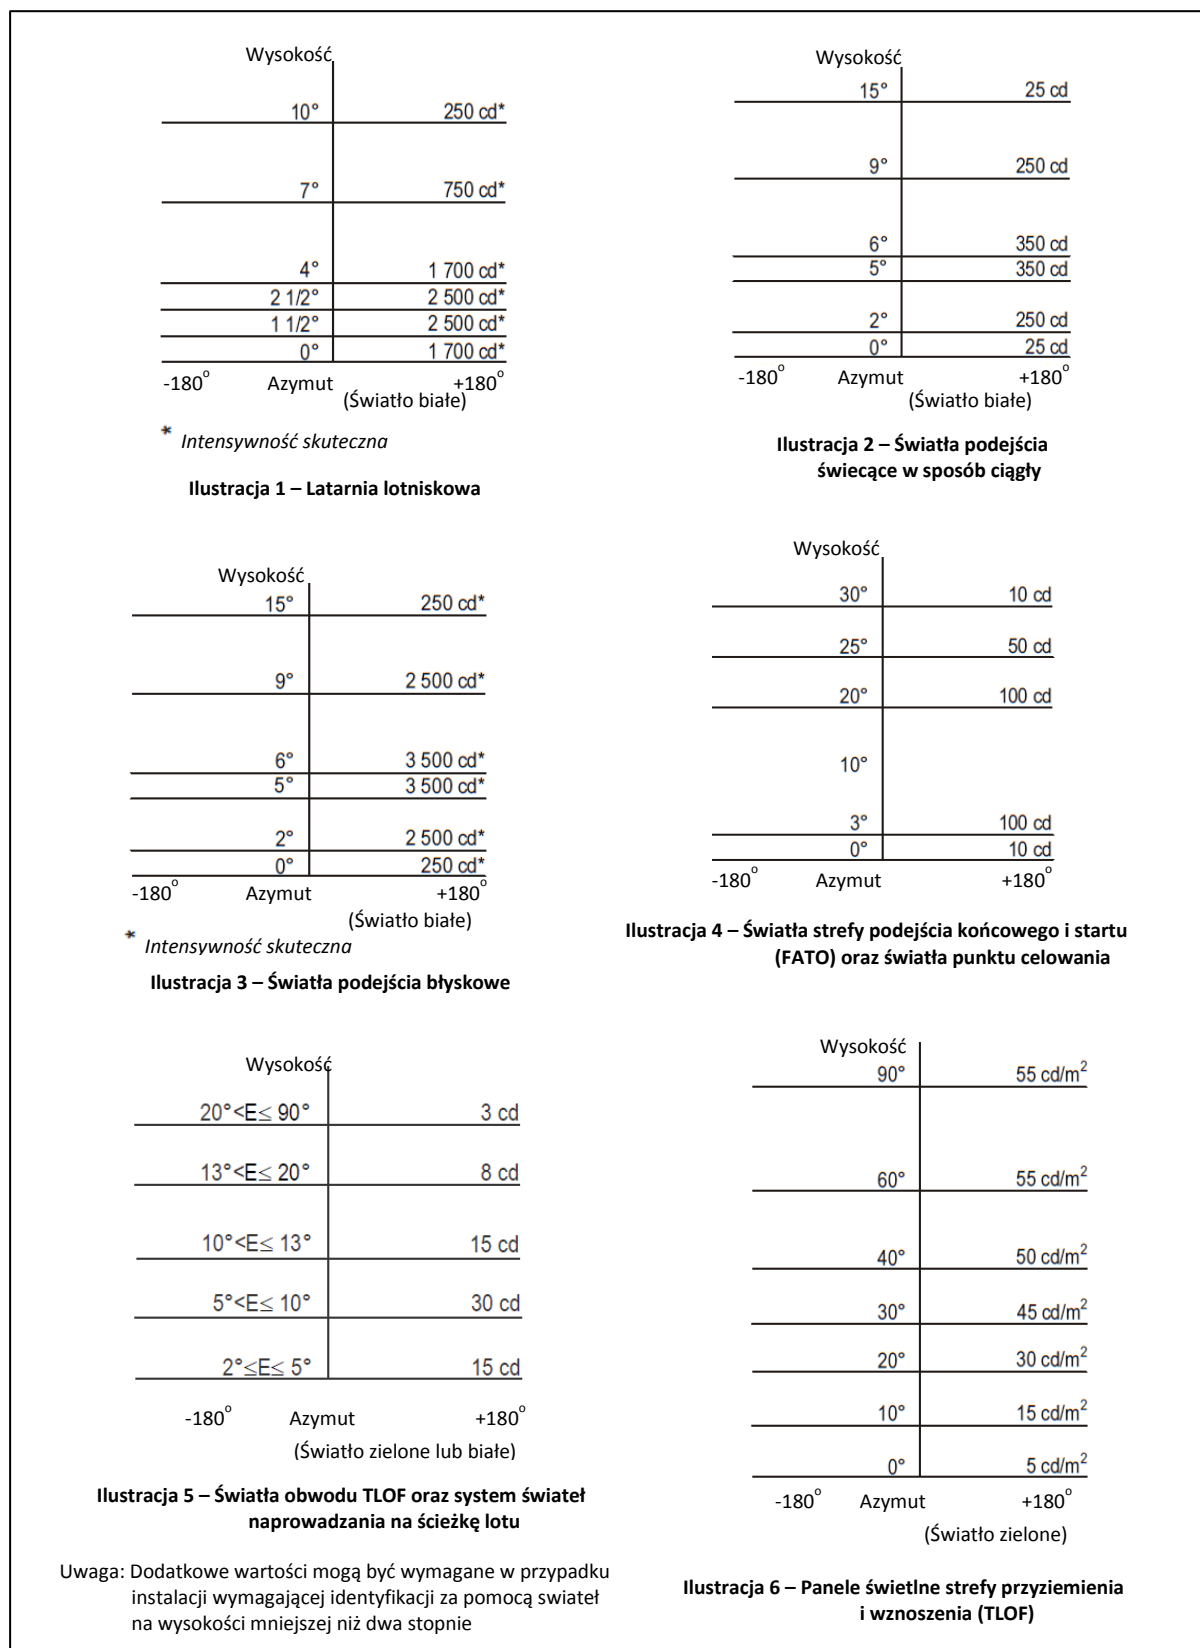 Wysokość
10° 250 cd*
7° 750 cd*
4° 1 700 cd*
2 1/2° 2 500 cd*
1 1/2° 2 500 cd*
0° 1 700 cd*
-180° Azymut +180°
(Światło białe)
* Intensywność skuteczna
Ilustracja 1 – Latarnia lotniskowa
Wysokość
15° 25 cd
9° 250 cd
6° 350 cd
5° 350 cd
2° 250 cd
0° 25 cd
-180° Azymut +180°
(Światło białe)
Ilustracja 2 – Światła podejścia
świecące w sposób ciągły
Wysokość
15° 250 cd*
9° 2 500 cd*
6° 3 500 cd*
5° 3 500 cd*
2° 2 500 cd*
0° 250 cd*
-180° Azymut +180°
(Światło białe)
* Intensywność skuteczna
Ilustracja 3 – Światła podejścia błyskowe
Wysokość
30° 10 cd
25° 50 cd
20° 100 cd
10°
3° 100 cd
0° 10 cd
-180° Azymut +180°
Ilustracja 4 – Światła strefy podejścia końcowego i startu
(FATO) oraz światła punktu celowania
Wysokość
20°<E≤ 90° 3 cd
13°<E≤ 20° 8 cd
10°<E≤ 13° 15 cd
5°<E≤ 10° 30 cd
2°≤E≤ 5° 15 cd
-180° Azymut +180°
(Światło zielone lub białe)
Ilustracja 5 – Światła obwodu TLOF oraz system świateł
naprowadzania na ścieżkę lotu
Uwaga: Dodatkowe wartości mogą być wymagane w przypadku
instalacji wymagającej identyfikacji za pomocą swiateł
na wysokości mniejszej niż dwa stopnie
Wysokość
90° 55 cd/m²
60° 55 cd/m²
40° 50 cd/m²
30° 45 cd/m²
20° 30 cd/m²
10° 15 cd/m²
0° 5 cd/m²
-180° Azymut +180°
(Światło zielone)
Ilustracja 6 – Panele świetlne strefy przyziemienia
i wznoszenia (TLOF)